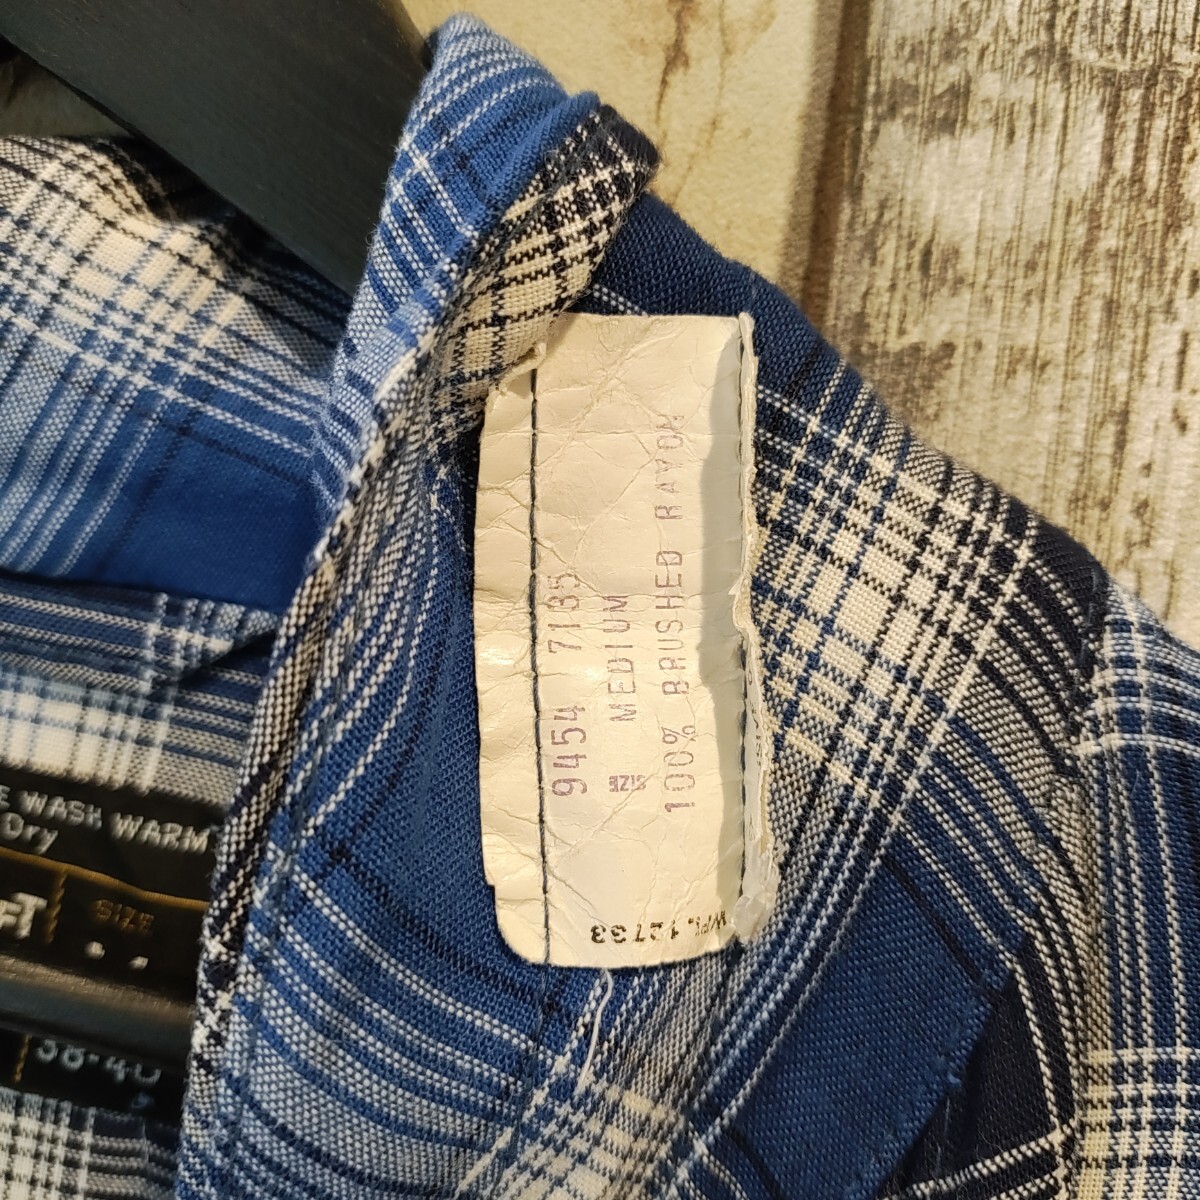 9454 7135
SIZE MEDIUM
100% BRUSHED RAYON
WPL 12733
WASH WARM
Dry
FT
SIZE
38-40